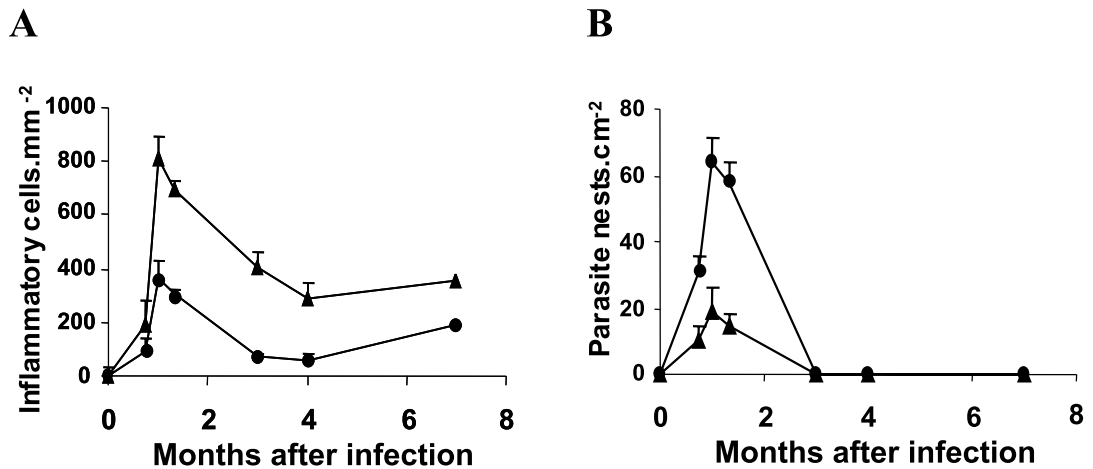 A
Inflammatory cells.mm-2
1000
800
600
400
200
0
0 2 4 6 8
Months after infection
B
Parasite nests.cm-2
80
60
40
20
0
0 2 4 6 8
Months after infection